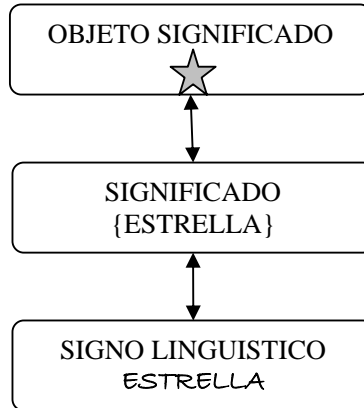 OBJETO SIGNIFICADO
SIGNIFICADO
{ESTRELLA}
SIGNO LINGUISTICO
ESTRELLA